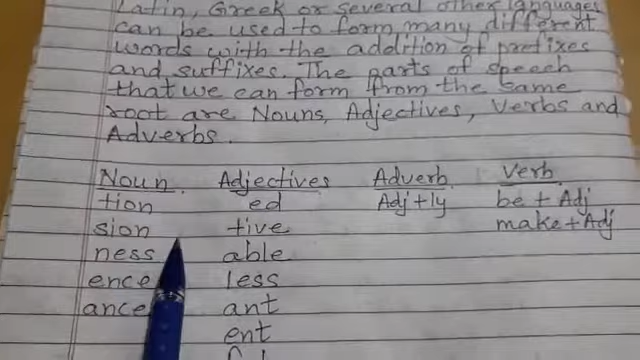 Latin, Greek or several other languages
can be used to form many different
words with the addition of prefixes
and suffixes. The parts of speech
that we can form from the same
root are Nouns, Adjectives, Verbs and
Adverbs.
Noun Adjectives Adverb Verb
tion ed Adj+ly be + Adj
sion tive make+Adj
ness able
ence less
ance ant
ent